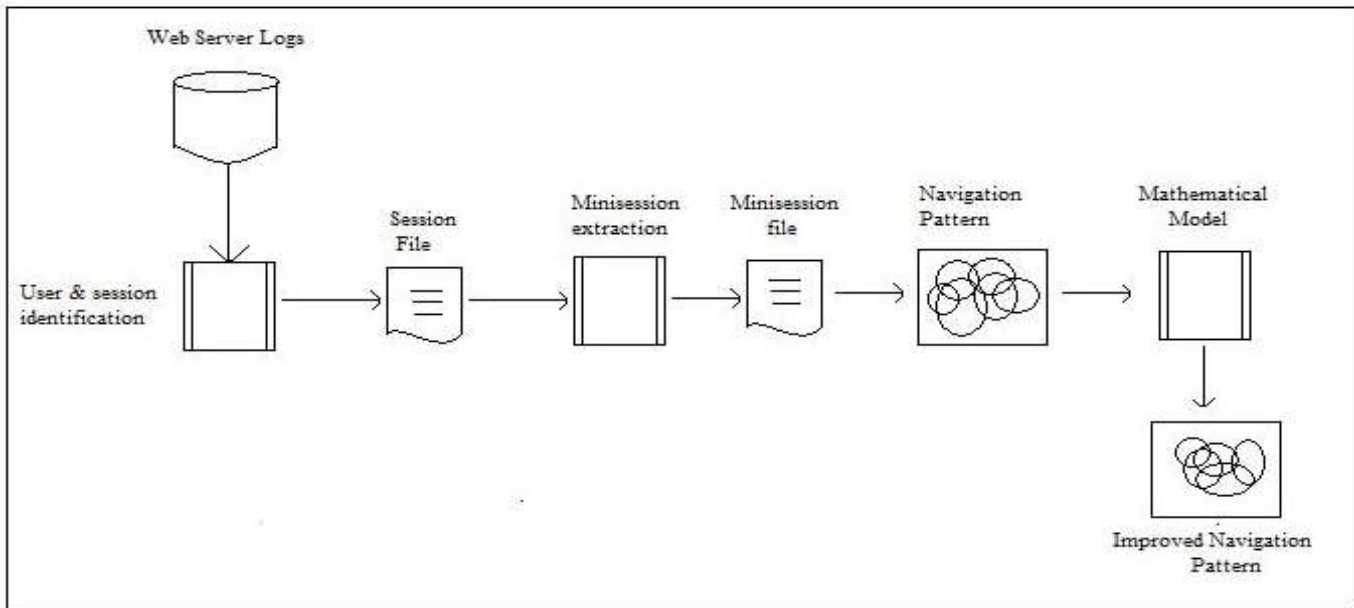 Web Server Logs
User & session
identification
Session
File
Minisession
extraction
Minisession
file
Navigation
Pattern
Mathematical
Model
Improved Navigation
Pattern